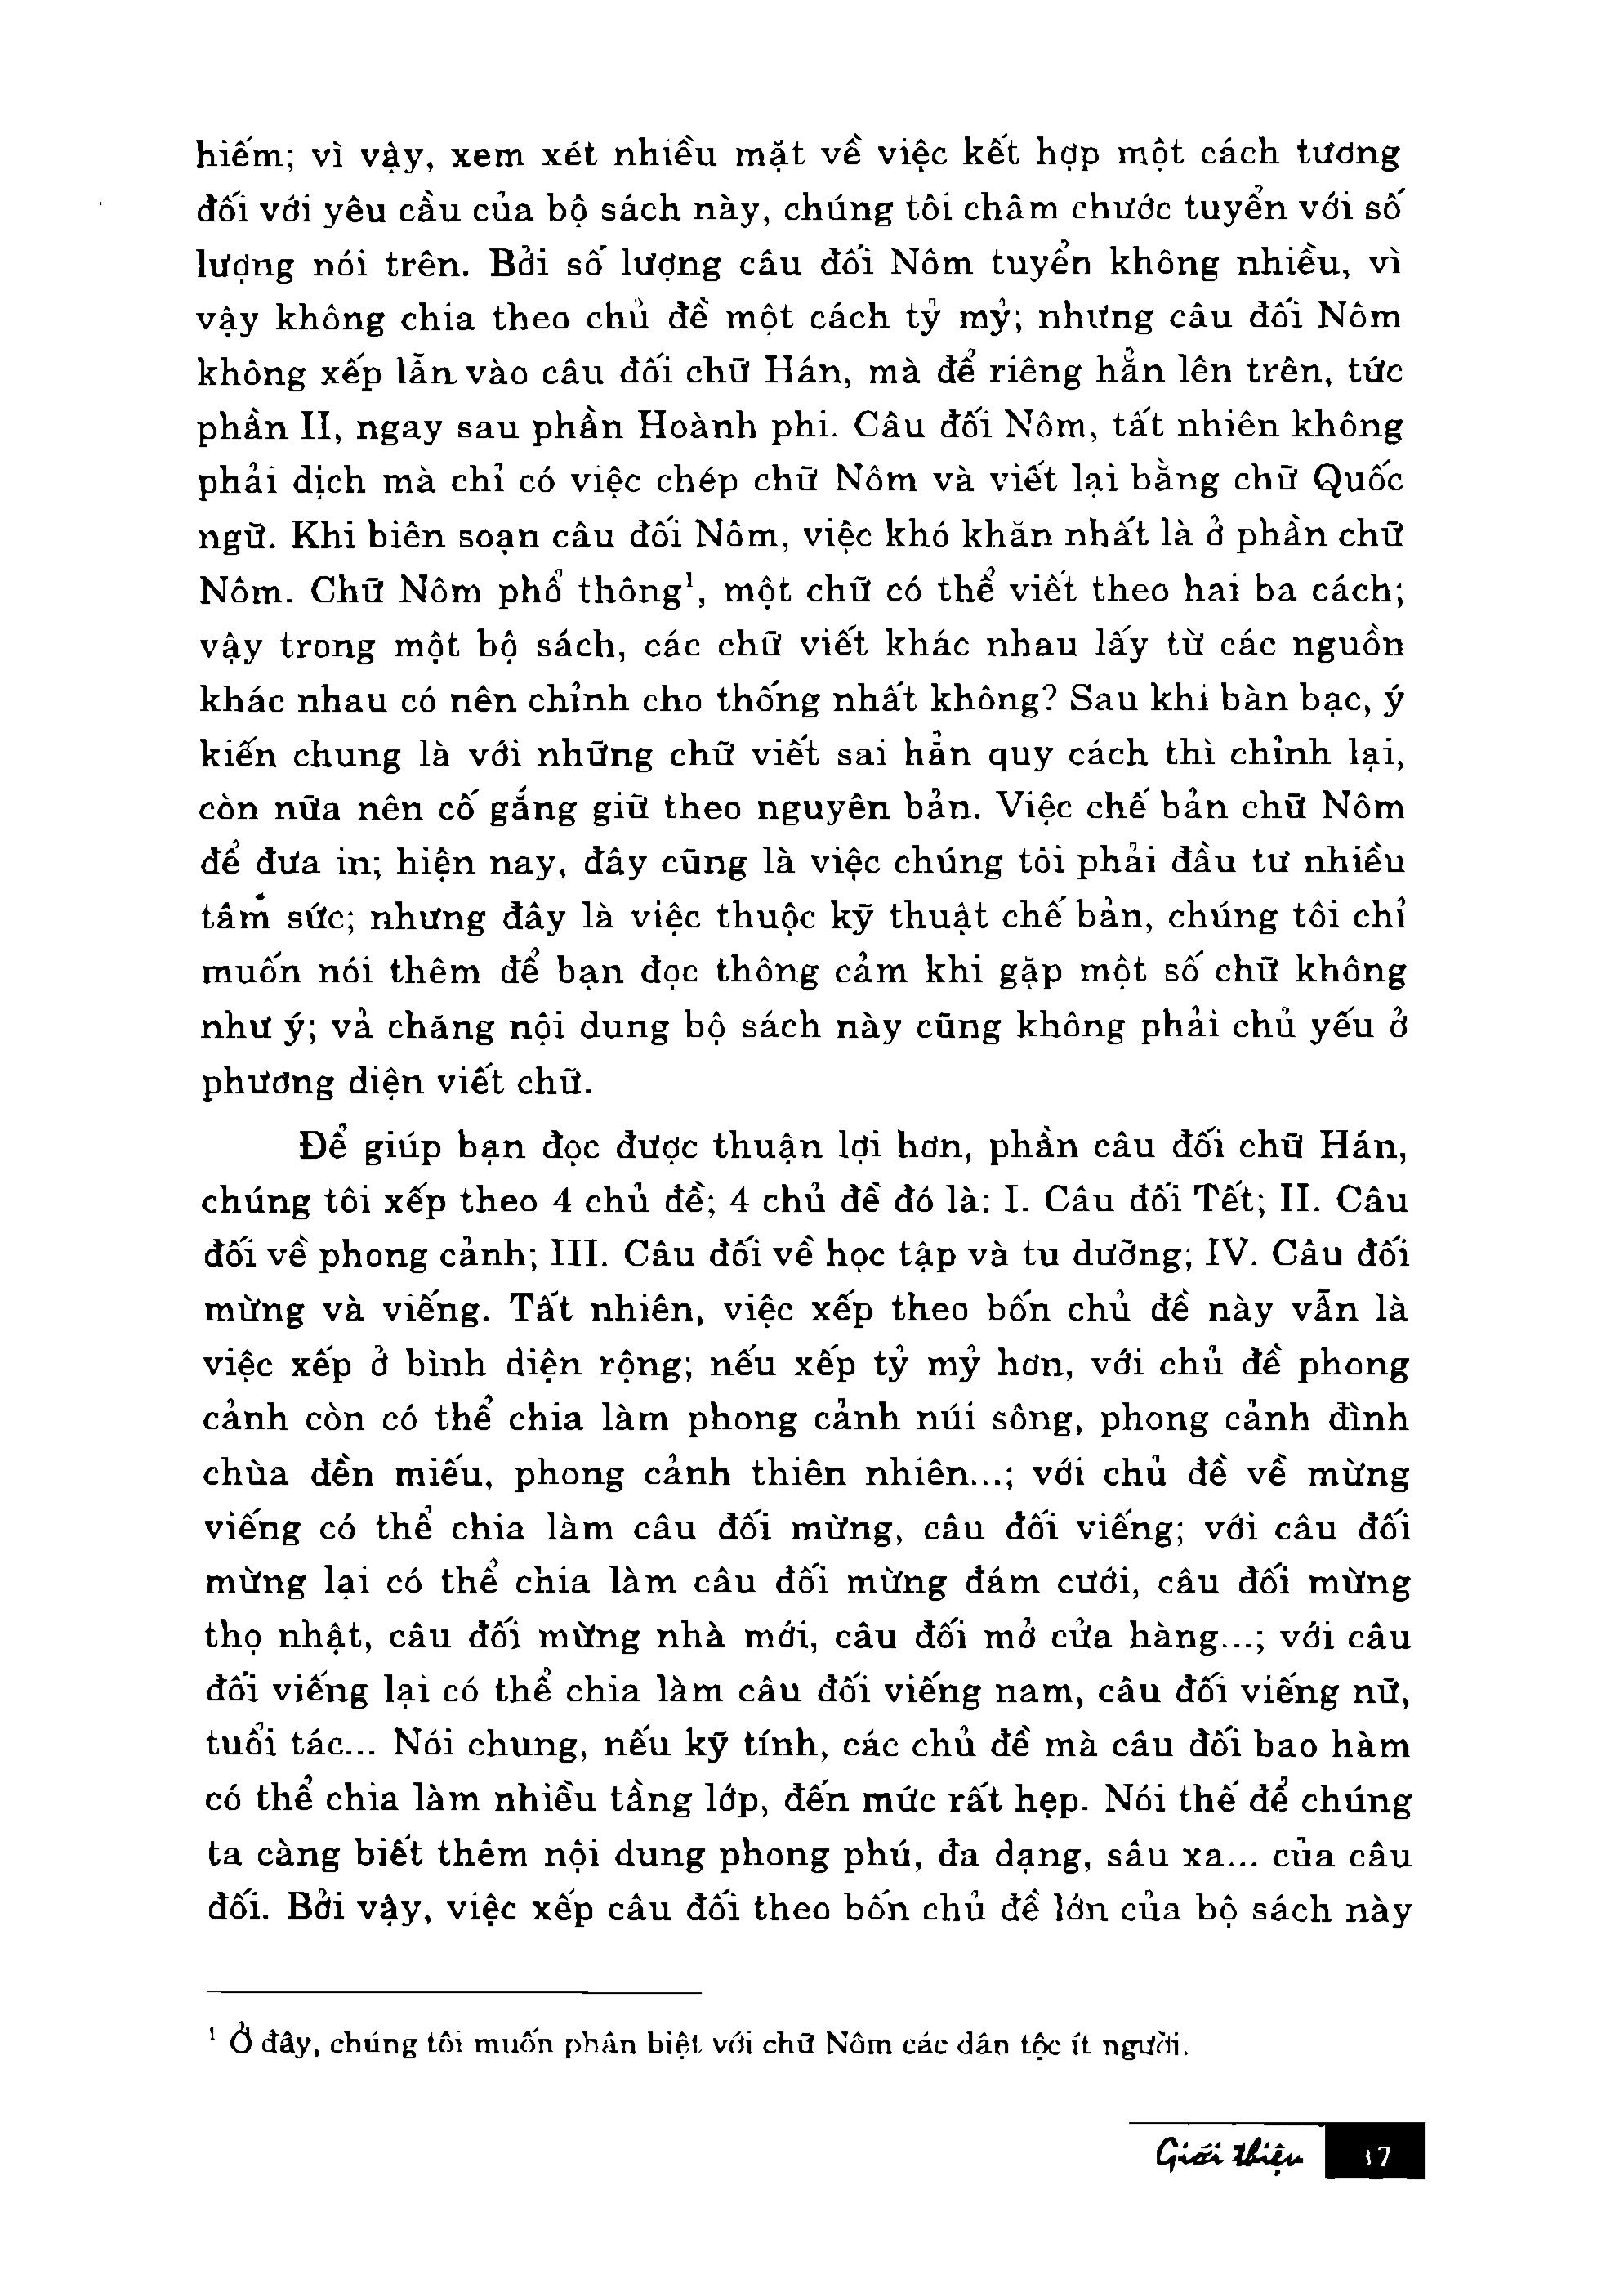 hiếm; vì vậy, xem xét nhiều mặt về việc kết hợp một cách tương
đối với yêu cầu của bộ sách này, chúng tôi châm chước tuyển với số
lượng nói trên. Bởi số lượng câu đối Nôm tuyển không nhiều, vì
vậy không chia theo chủ đề một cách tỷ mỷ; nhưng câu đối Nôm
không xếp lẫn vào câu đối chữ Hán, mà để riêng hẳn lên trên, tức
phần II, ngay sau phần Hoành phi. Câu đối Nôm, tất nhiên không
phải dịch mà chỉ có việc chép chữ Nôm và viết lại bằng chữ Quốc
ngữ. Khi biên soạn câu đối Nôm, việc khó khăn nhất là ở phần chữ
Nôm. Chữ Nôm phổ thông¹, một chữ có thể viết theo hai ba cách;
vậy trong một bộ sách, các chữ viết khác nhau lấy từ các nguồn
khác nhau có nên chỉnh cho thống nhất không? Sau khi bàn bạc, ý
kiến chung là với những chữ viết sai hẳn quy cách thì chỉnh lại,
còn nữa nên cố gắng giữ theo nguyên bản. Việc chế bản chữ Nôm
để đưa in; hiện nay, đây cũng là việc chúng tôi phải đầu tư nhiều
tâm sức; nhưng đây là việc thuộc kỹ thuật chế bản, chúng tôi chỉ
muốn nói thêm để bạn đọc thông cảm khi gặp một số chữ không
như ý; vả chăng nội dung bộ sách này cũng không phải chủ yếu ở
phương diện viết chữ.
Để giúp bạn đọc được thuận lợi hơn, phần câu đối chữ Hán,
chúng tôi xếp theo 4 chủ đề; 4 chủ đề đó là: I. Câu đối Tết; II. Câu
đối về phong cảnh; III. Câu đối về học tập và tu dưỡng; IV. Câu đối
mừng và viếng. Tất nhiên, việc xếp theo bốn chủ đề này vẫn là
việc xếp ở bình diện rộng; nếu xếp tỷ mỷ hơn, với chủ đề phong
cảnh còn có thể chia làm phong cảnh núi sông, phong cảnh đình
chùa đền miếu, phong cảnh thiên nhiên...; với chủ đề về mừng
viếng có thể chia làm câu đối mừng, câu đối viếng; với câu đối
mừng lại có thể chia làm câu đối mừng đám cưới, câu đối mừng
thọ nhật, câu đối mừng nhà mới, câu đối mở cửa hàng...; với câu
đối viếng lại có thể chia làm câu đối viếng nam, câu đối viếng nữ,
tuổi tác... Nói chung, nếu kỹ tính, các chủ đề mà câu đối bao hàm
có thể chia làm nhiều tầng lớp, đến mức rất hẹp. Nói thế để chúng
ta càng biết thêm nội dung phong phú, đa dạng, sâu xa... của câu
đối. Bởi vậy, việc xếp câu đối theo bốn chủ đề lớn của bộ sách này
¹ Ở đây, chúng tôi muốn phân biệt với chữ Nôm các dân tộc ít người.
Giới thiệu 17